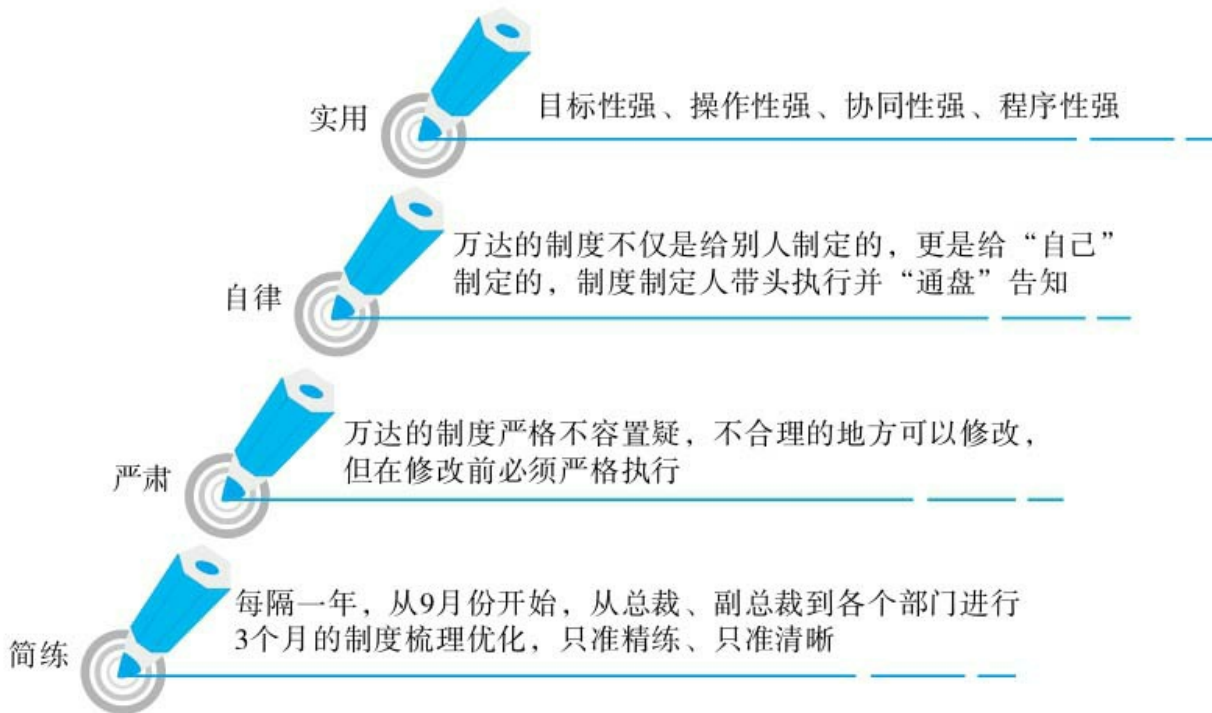 实用
目标性强、操作性强、协同性强、程序性强
自律
万达的制度不仅是给别人制定的，更是给“自己”
制定的，制度制定人带头执行并“通盘”告知
严肃
万达的制度严格不容置疑，不合理的地方可以修改，
但在修改前必须严格执行
简练
每隔一年，从9月份开始，从总裁、副总裁到各个部门进行
3个月的制度梳理优化，只准精练、只准清晰